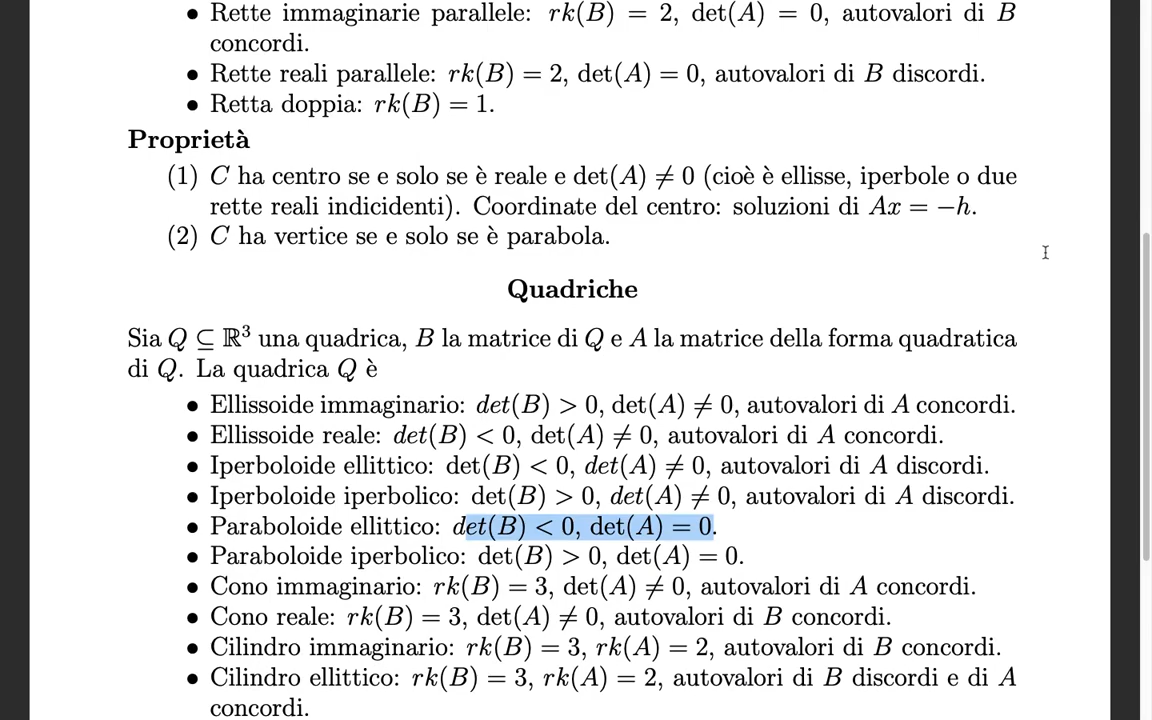 • Rette immaginarie parallele: rk(B) = 2, det(A) = 0, autovalori di B
concordi.
• Rette reali parallele: rk(B) = 2, det(A) = 0, autovalori di B discordi.
• Retta doppia: rk(B) = 1.
Proprietà
(1) C ha centro se e solo se è reale e det(A) ≠ 0 (cioè è ellisse, iperbole o due
rette reali indicidenti). Coordinate del centro: soluzioni di Ax = −h.
(2) C ha vertice se e solo se è parabola.
Quadriche
Sia Q ⊆ ℝ³ una quadrica, B la matrice di Q e A la matrice della forma quadratica
di Q. La quadrica Q è
• Ellissoide immaginario: det(B) > 0, det(A) ≠ 0, autovalori di A concordi.
• Ellissoide reale: det(B) < 0, det(A) ≠ 0, autovalori di A concordi.
• Iperboloide ellittico: det(B) < 0, det(A) ≠ 0, autovalori di A discordi.
• Iperboloide iperbolico: det(B) > 0, det(A) ≠ 0, autovalori di A discordi.
• Paraboloide ellittico: det(B) < 0, det(A) = 0.
• Paraboloide iperbolico: det(B) > 0, det(A) = 0.
• Cono immaginario: rk(B) = 3, det(A) ≠ 0, autovalori di A concordi.
• Cono reale: rk(B) = 3, det(A) ≠ 0, autovalori di B concordi.
• Cilindro immaginario: rk(B) = 3, rk(A) = 2, autovalori di B concordi.
• Cilindro ellittico: rk(B) = 3, rk(A) = 2, autovalori di B discordi e di A
concordi.